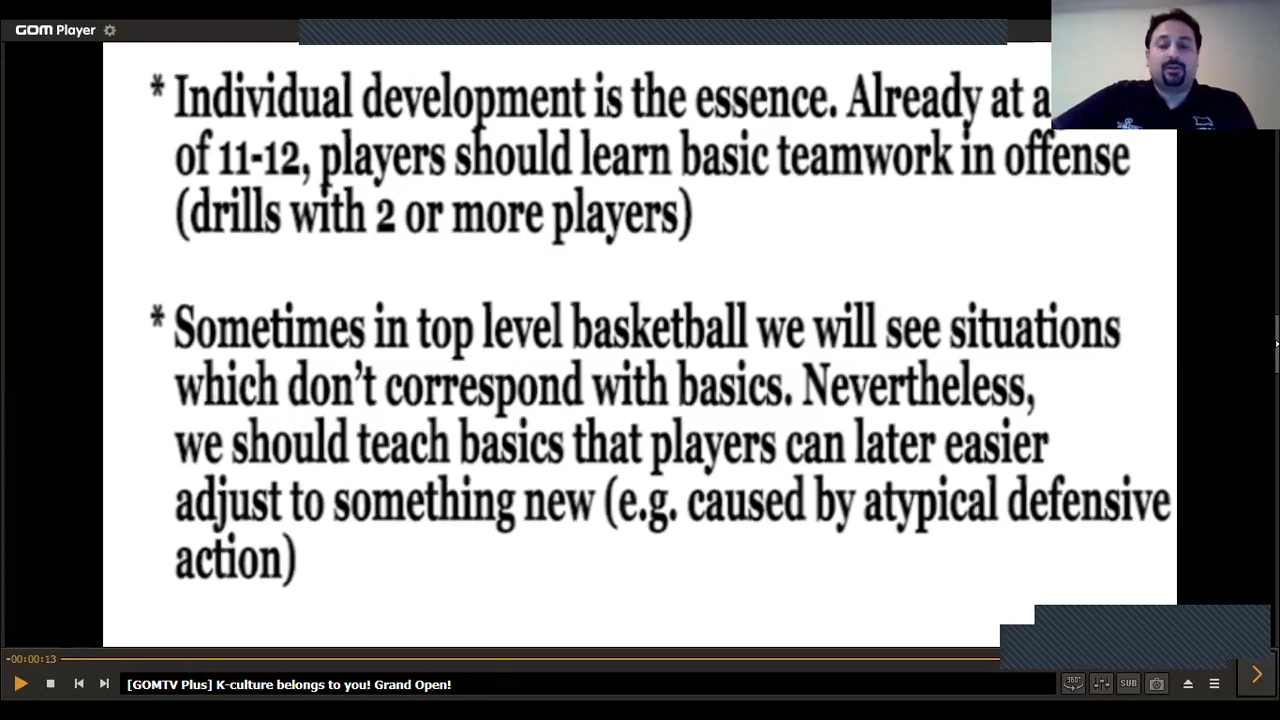 GOM Player
* Individual development is the essence. Already at a
of 11-12, players should learn basic teamwork in offense
(drills with 2 or more players)
* Sometimes in top level basketball we will see situations
which don't correspond with basics. Nevertheless,
we should teach basics that players can later easier
adjust to something new (e.g. caused by atypical defensive
action)
-00:00:13
[GOMTV Plus] K-culture belongs to you! Grand Open!
360°
SUB